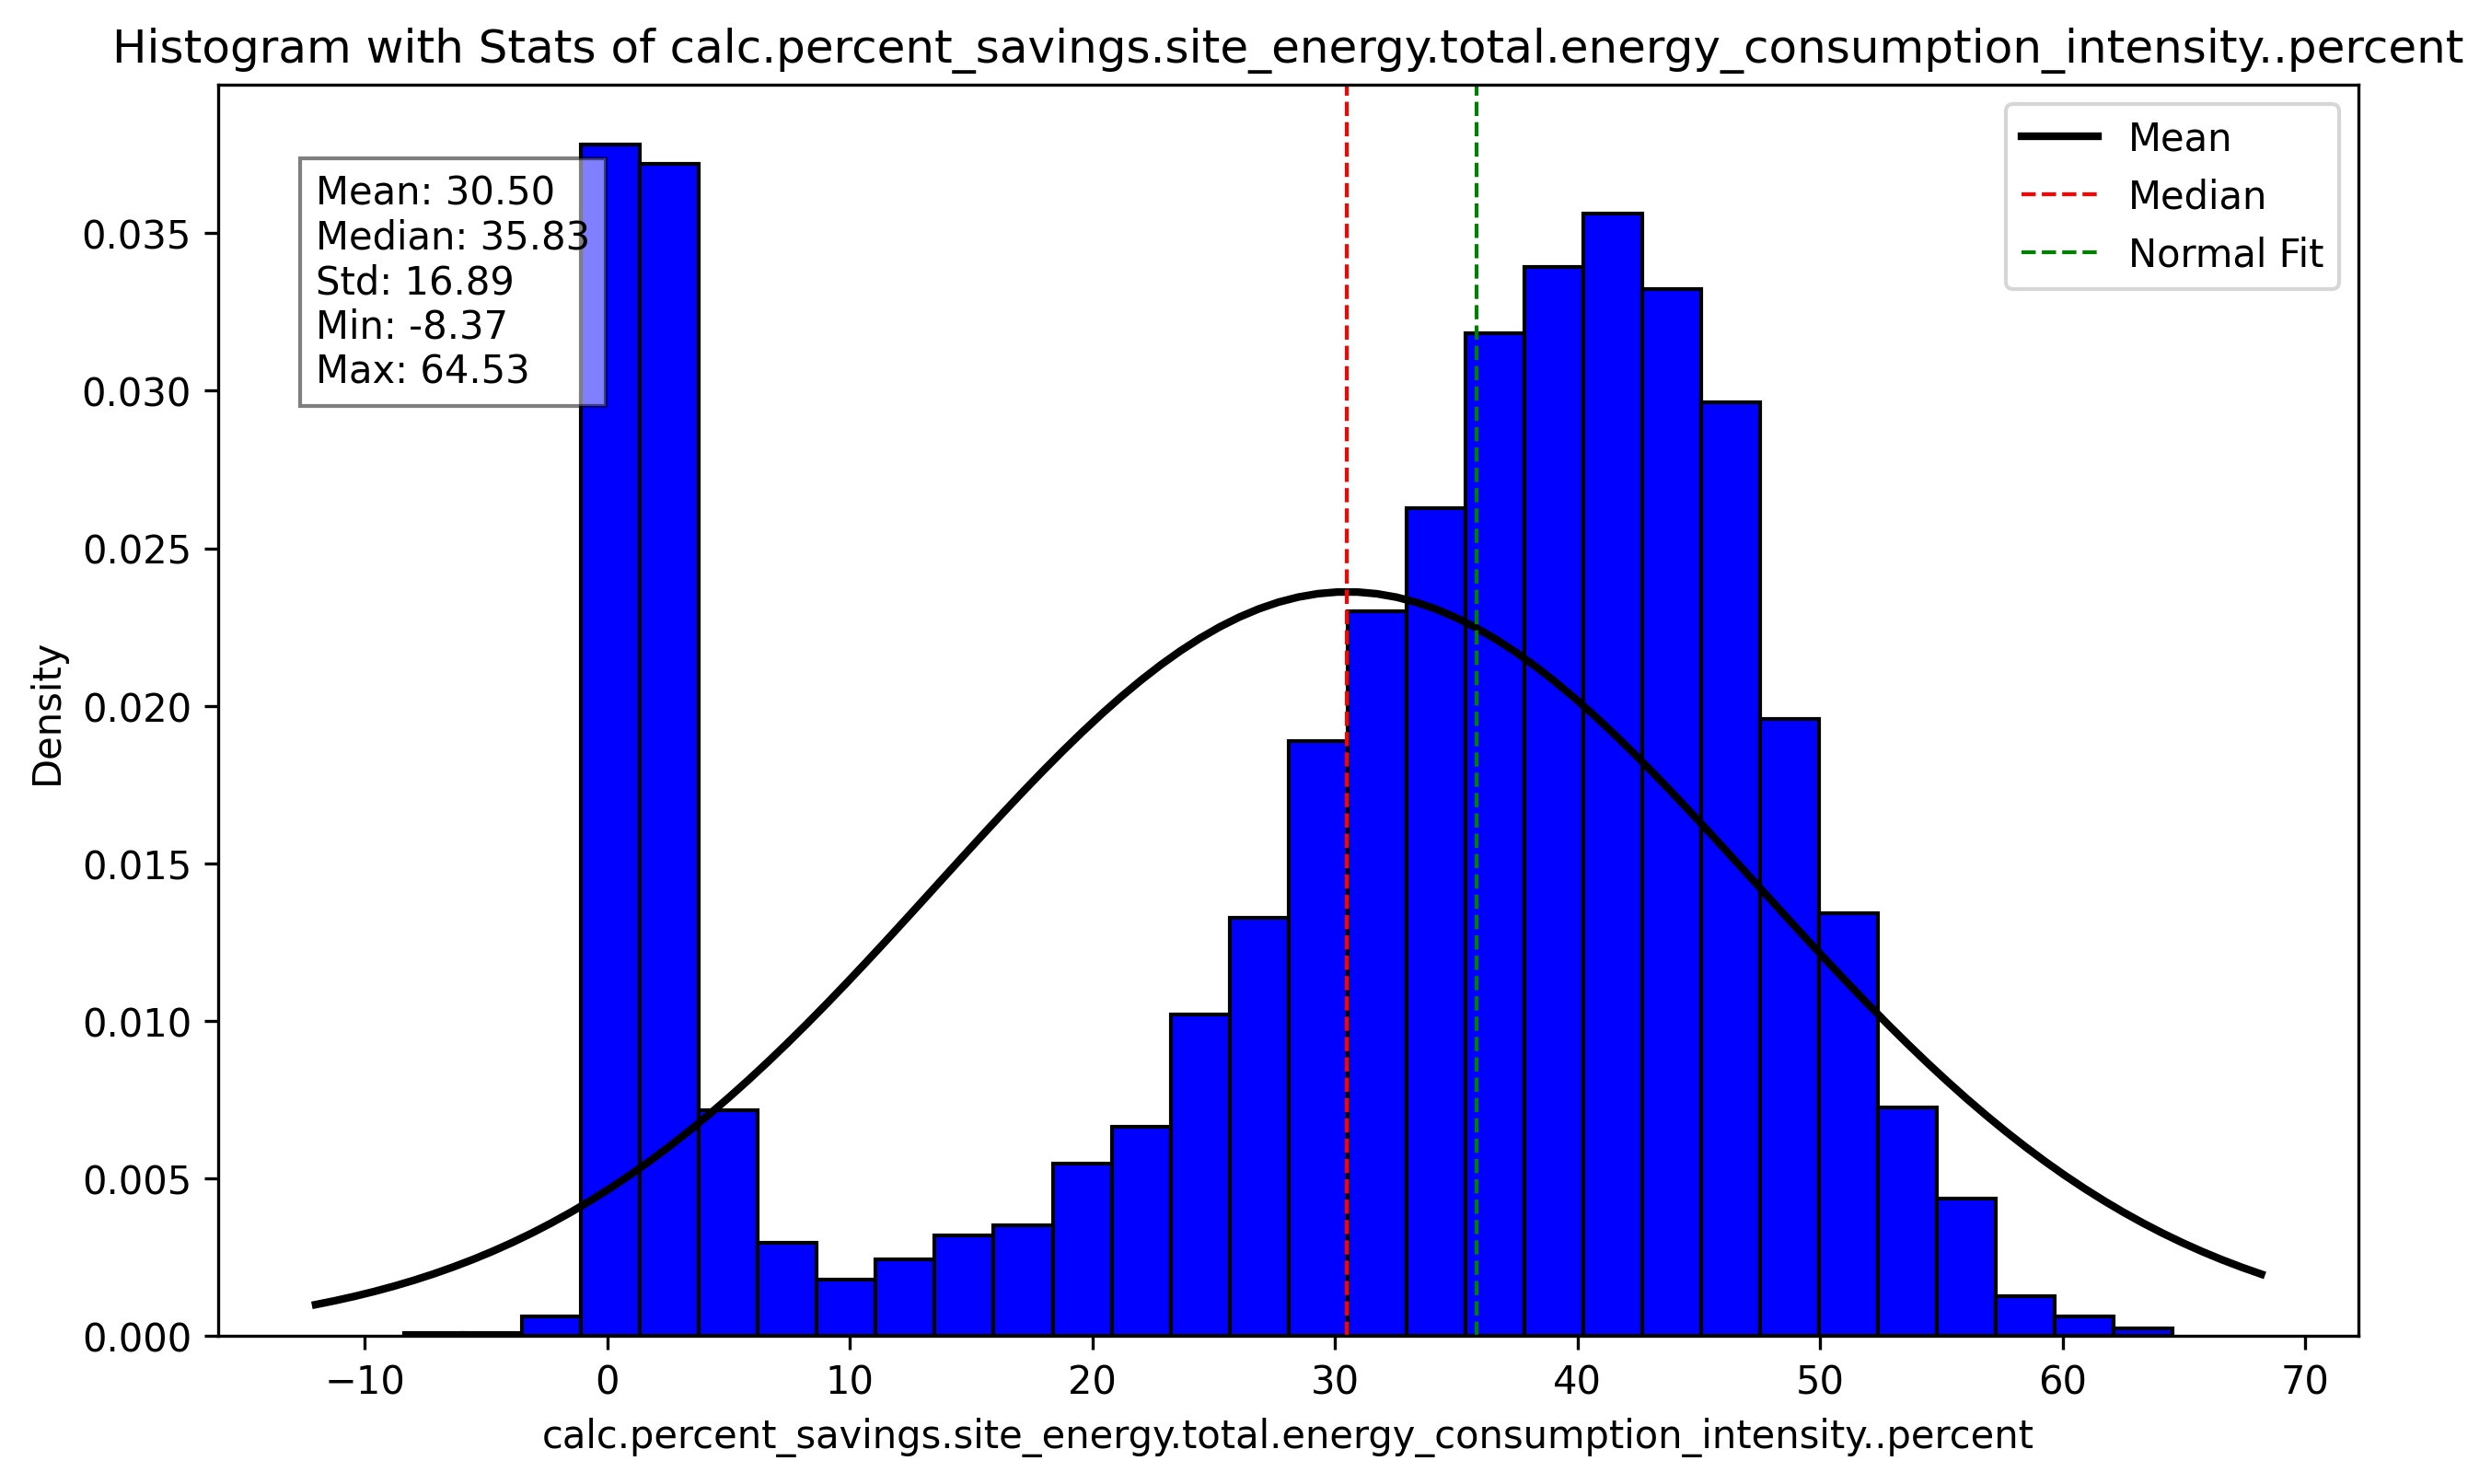 Histogram with Stats of calc.percent_savings.site_energy.total.energy_consumption_intensity..percent
Mean: 30.50
Median: 35.83
Std: 16.89
Min: -8.37
Max: 64.53
Mean
Median
Normal Fit
Density
0.035
0.030
0.025
0.020
0.015
0.010
0.005
0.000
−10 0 10 20 30 40 50 60 70
calc.percent_savings.site_energy.total.energy_consumption_intensity..percent